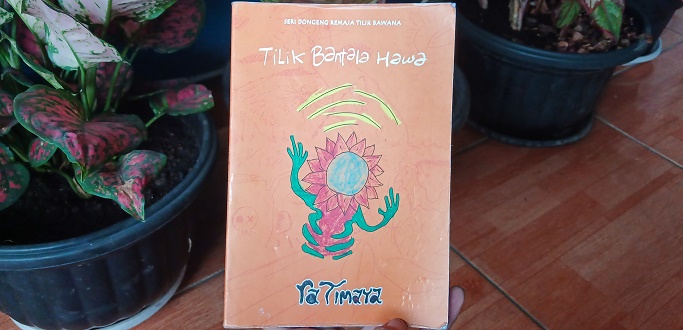 SERI DONGENG REMAJA TILIK BAWANA
TiLiK Bantala Hawa
Ra Timaya